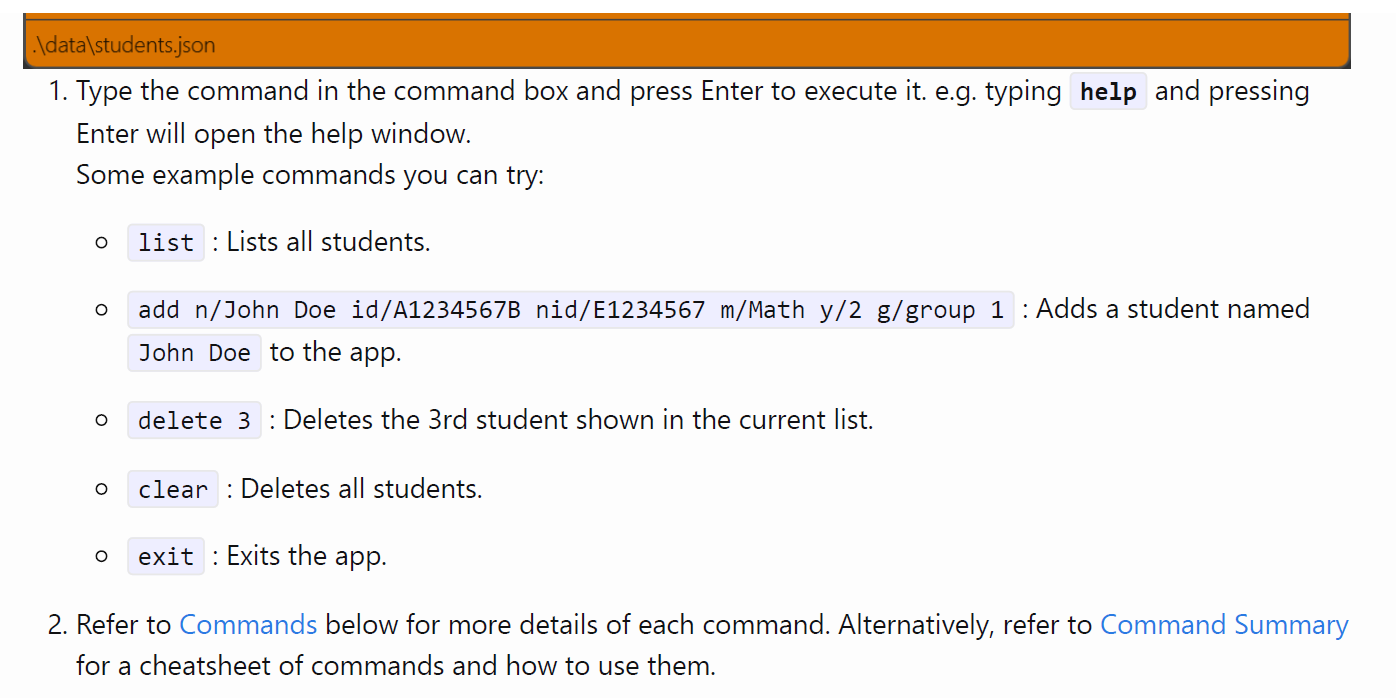 .\data\students.json
1. Type the command in the command box and press Enter to execute it. e.g. typing help and pressing
Enter will open the help window.
Some example commands you can try:
list : Lists all students.
add n/John Doe id/A1234567B nid/E1234567 m/Math y/2 g/group 1 : Adds a student named
John Doe to the app.
delete 3 : Deletes the 3rd student shown in the current list.
clear : Deletes all students.
exit : Exits the app.
2. Refer to Commands below for more details of each command. Alternatively, refer to Command Summary
for a cheatsheet of commands and how to use them.